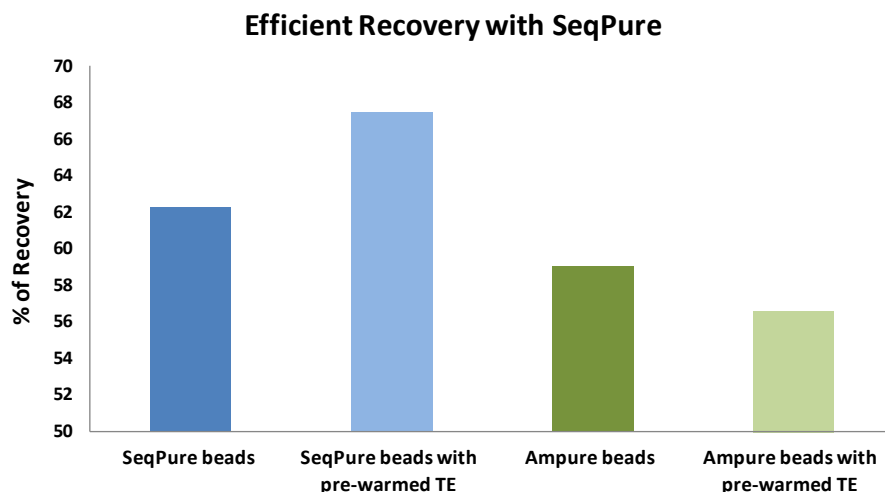 Efficient Recovery with SeqPure
% of Recovery
70
68
66
64
62
60
58
56
54
52
50
SeqPure beads
SeqPure beads with
pre-warmed TE
Ampure beads
Ampure beads with
pre-warmed TE